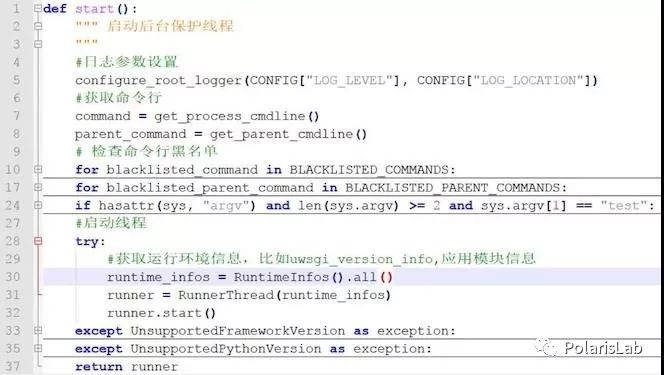 1 def start():
2 """ 启动后台保护线程
3 """
4 #日志参数设置
5 configure_root_logger(CONFIG["LOG_LEVEL"], CONFIG["LOG_LOCATION"])
6 #获取命令行
7 command = get_process_cmdline()
8 parent_command = get_parent_cmdline()
9 # 检查命令行黑名单
10 for blacklisted_command in BLACKLISTED_COMMANDS:
17 for blacklisted_parent_command in BLACKLISTED_PARENT_COMMANDS:
24 if hasattr(sys, "argv") and len(sys.argv) >= 2 and sys.argv[1] == "test":
27 #启动线程
28 try:
29 #获取运行环境信息，比如uwsgi_version_info,应用模块信息
30 runtime_infos = RuntimeInfos().all()
31 runner = RunnerThread(runtime_infos)
32 runner.start()
33 except UnsupportedFrameworkVersion as exception:
35 except UnsupportedPythonVersion as exception:
37 return runner
PolarisLab